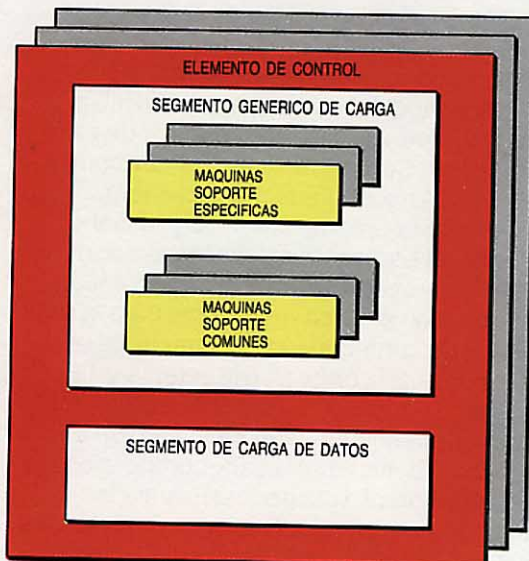 ELEMENTO DE CONTROL
SEGMENTO GENERICO DE CARGA
MAQUINAS
SOPORTE
ESPECIFICAS
MAQUINAS
SOPORTE
COMUNES
SEGMENTO DE CARGA DE DATOS